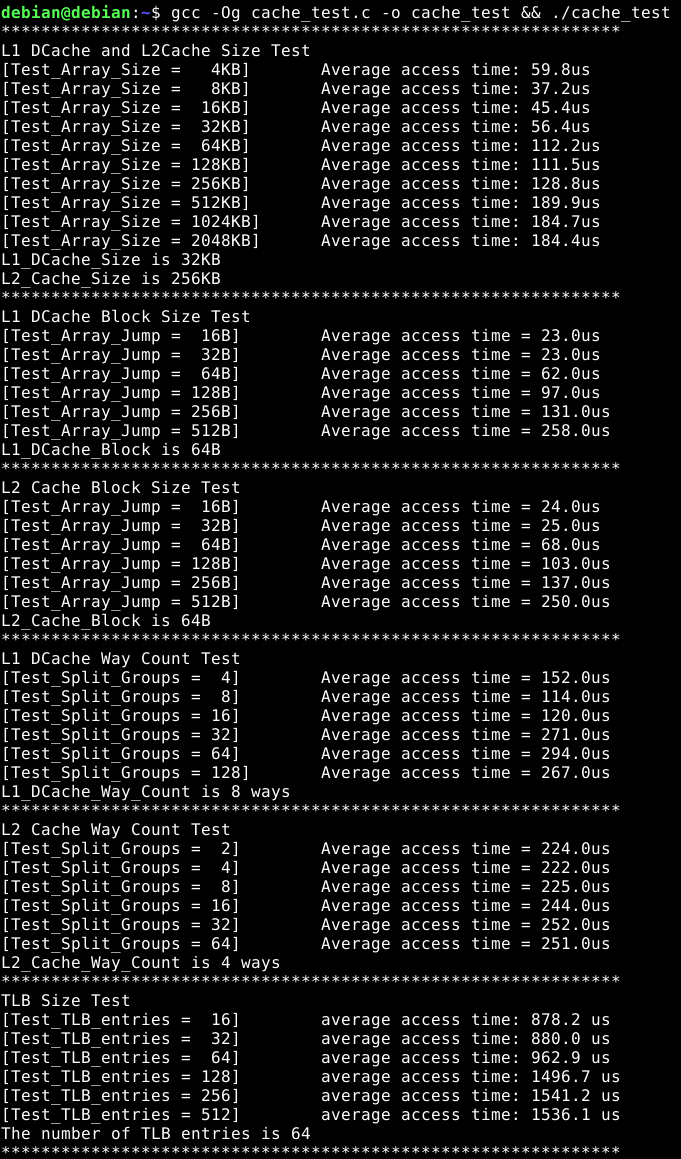 debian@debian:~$ gcc -Og cache_test.c -o cache_test && ./cache_test
**************************************************************
L1 DCache and L2Cache Size Test
[Test_Array_Size =   4KB]       Average access time: 59.8us
[Test_Array_Size =   8KB]       Average access time: 37.2us
[Test_Array_Size =  16KB]       Average access time: 45.4us
[Test_Array_Size =  32KB]       Average access time: 56.4us
[Test_Array_Size =  64KB]       Average access time: 112.2us
[Test_Array_Size = 128KB]       Average access time: 111.5us
[Test_Array_Size = 256KB]       Average access time: 128.8us
[Test_Array_Size = 512KB]       Average access time: 189.9us
[Test_Array_Size = 1024KB]      Average access time: 184.7us
[Test_Array_Size = 2048KB]      Average access time: 184.4us
L1_DCache_Size is 32KB
L2_Cache_Size is 256KB
**************************************************************
L1 DCache Block Size Test
[Test_Array_Jump =  16B]        Average access time = 23.0us
[Test_Array_Jump =  32B]        Average access time = 23.0us
[Test_Array_Jump =  64B]        Average access time = 62.0us
[Test_Array_Jump = 128B]        Average access time = 97.0us
[Test_Array_Jump = 256B]        Average access time = 131.0us
[Test_Array_Jump = 512B]        Average access time = 258.0us
L1_DCache_Block is 64B
**************************************************************
L2 Cache Block Size Test
[Test_Array_Jump =  16B]        Average access time = 24.0us
[Test_Array_Jump =  32B]        Average access time = 25.0us
[Test_Array_Jump =  64B]        Average access time = 68.0us
[Test_Array_Jump = 128B]        Average access time = 103.0us
[Test_Array_Jump = 256B]        Average access time = 137.0us
[Test_Array_Jump = 512B]        Average access time = 250.0us
L2_Cache_Block is 64B
**************************************************************
L1 DCache Way Count Test
[Test_Split_Groups =  4]        Average access time = 152.0us
[Test_Split_Groups =  8]        Average access time = 114.0us
[Test_Split_Groups = 16]        Average access time = 120.0us
[Test_Split_Groups = 32]        Average access time = 271.0us
[Test_Split_Groups = 64]        Average access time = 294.0us
[Test_Split_Groups = 128]       Average access time = 267.0us
L1_DCache_Way_Count is 8 ways
**************************************************************
L2 Cache Way Count Test
[Test_Split_Groups =  2]        Average access time = 224.0us
[Test_Split_Groups =  4]        Average access time = 222.0us
[Test_Split_Groups =  8]        Average access time = 225.0us
[Test_Split_Groups = 16]        Average access time = 244.0us
[Test_Split_Groups = 32]        Average access time = 252.0us
[Test_Split_Groups = 64]        Average access time = 251.0us
L2_Cache_Way_Count is 4 ways
**************************************************************
TLB Size Test
[Test_TLB_entries =  16]        average access time: 878.2 us
[Test_TLB_entries =  32]        average access time: 880.0 us
[Test_TLB_entries =  64]        average access time: 962.9 us
[Test_TLB_entries = 128]        average access time: 1496.7 us
[Test_TLB_entries = 256]        average access time: 1541.2 us
[Test_TLB_entries = 512]        average access time: 1536.1 us
The number of TLB entries is 64
**************************************************************